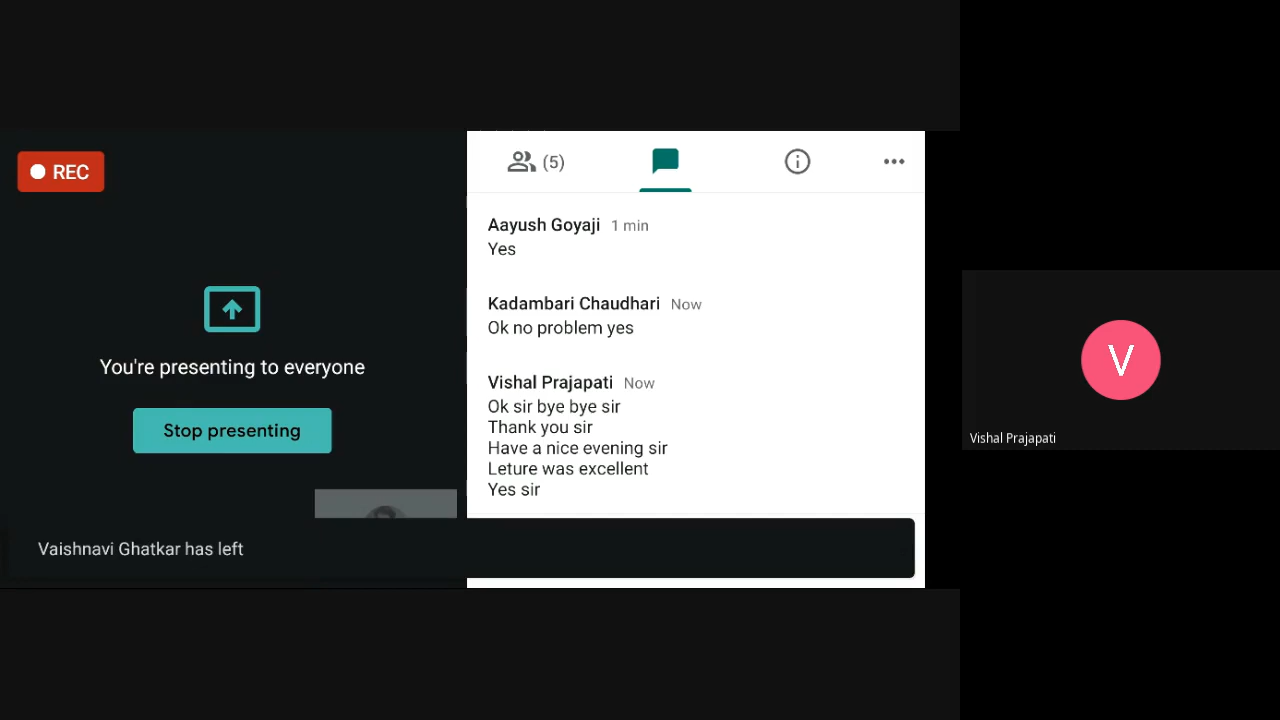 REC
You're presenting to everyone
Stop presenting
(5)
Aayush Goyaji 1 min
Yes
Kadambari Chaudhari Now
Ok no problem yes
Vishal Prajapati Now
Ok sir bye bye sir
Thank you sir
Have a nice evening sir
Leture was excellent
Yes sir
Vaishnavi Ghatkar has left
V
Vishal Prajapati